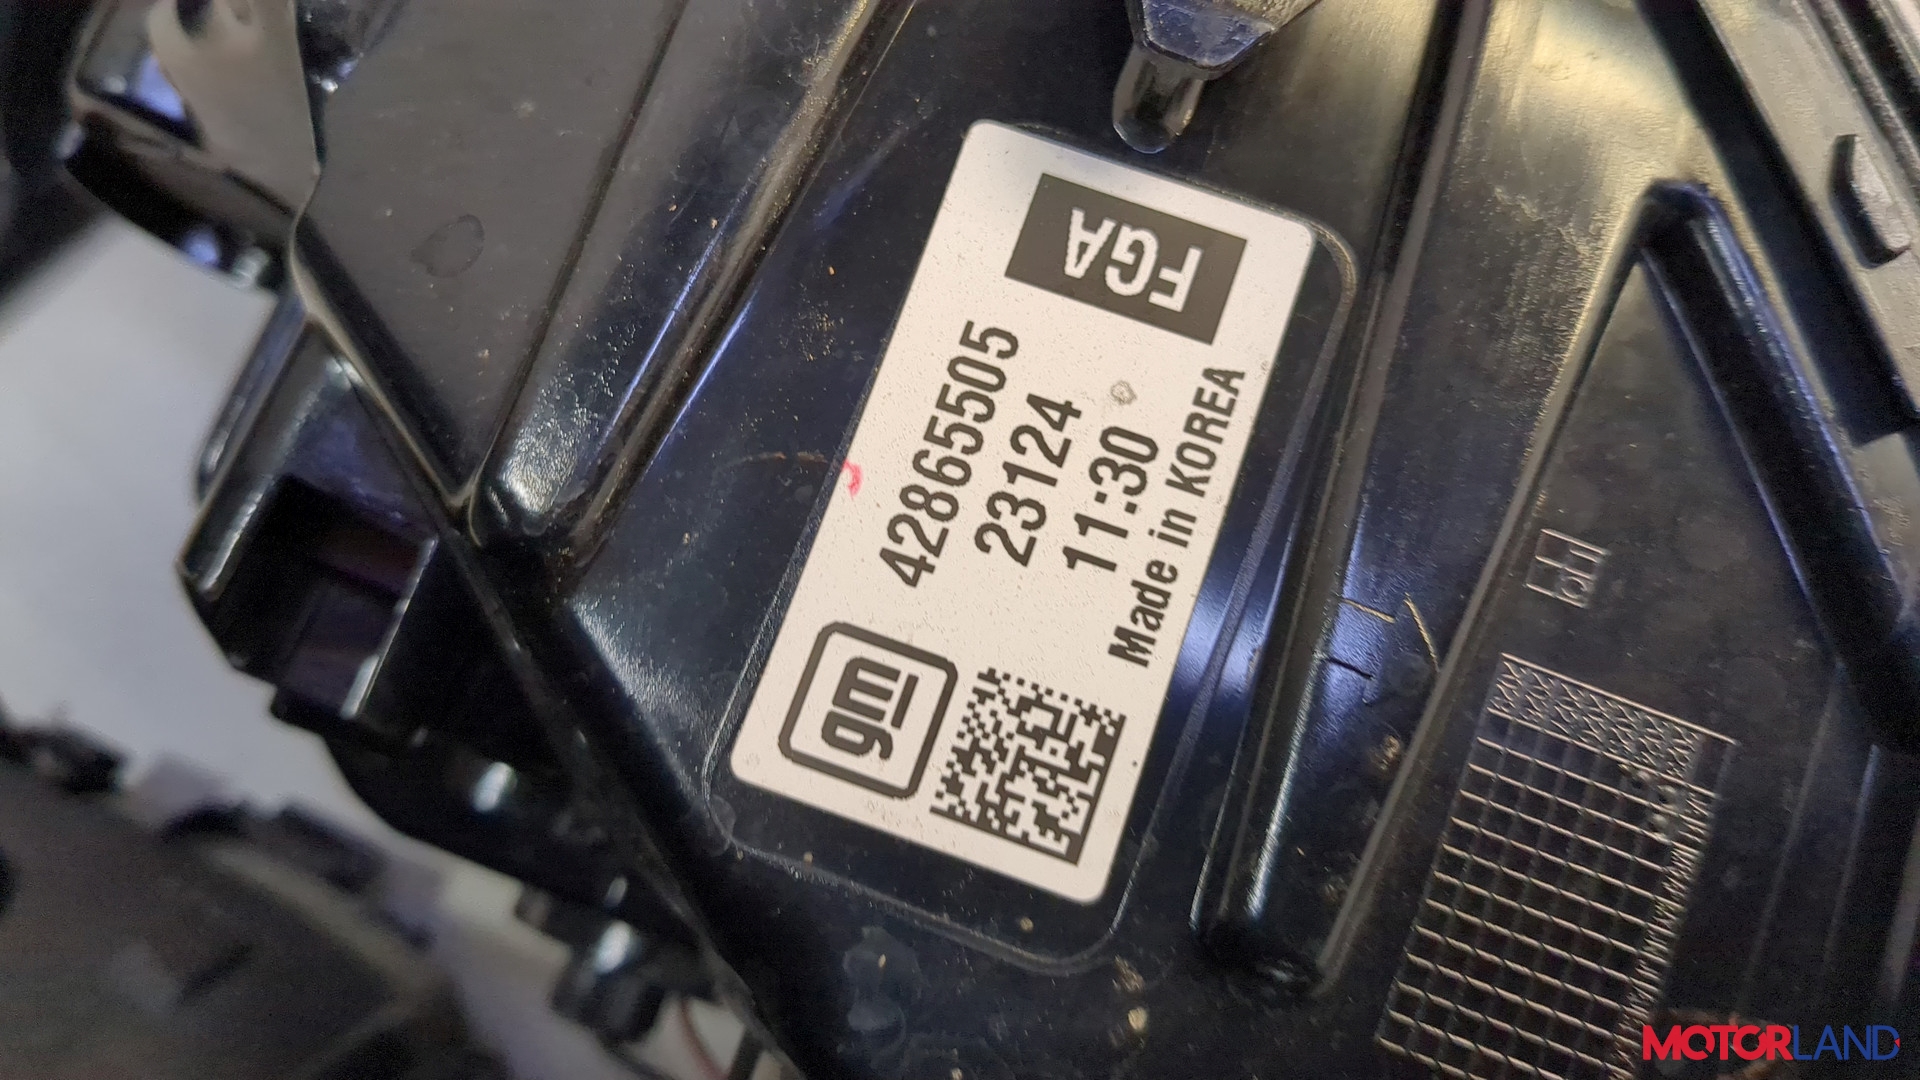 FGA
42865505
23124
11:30
Made in KOREA
gm
MOTORLAND